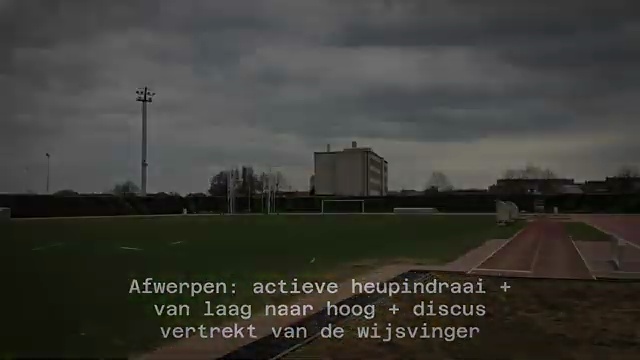 Afwerpen: actieve heupindraai +
van laag naar hoog + discus
vertrekt van de wijsvinger